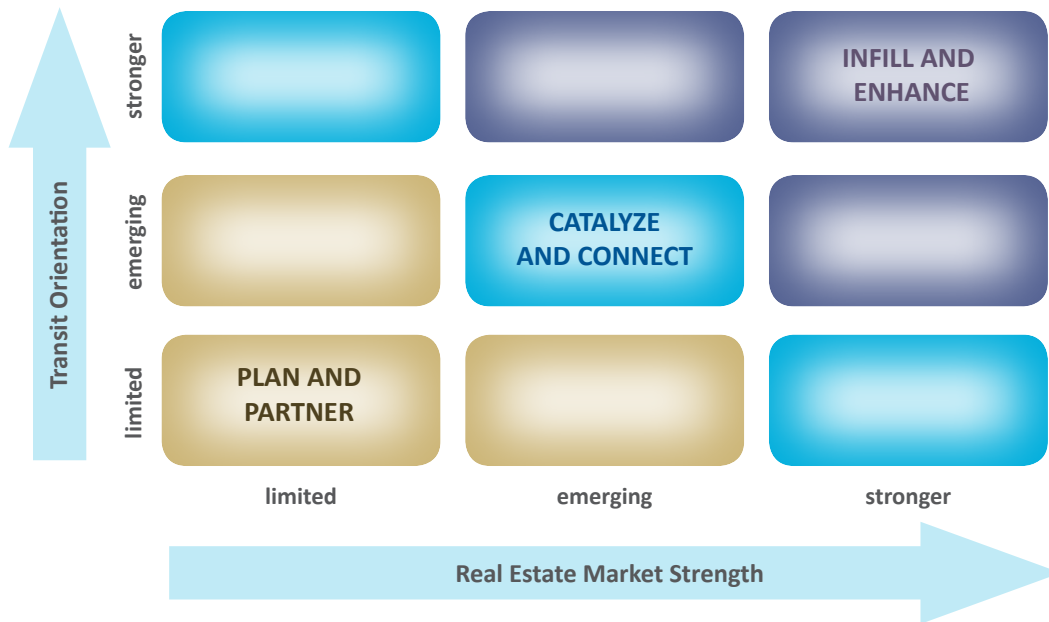 stronger
INFILL AND
ENHANCE
Transit Orientation
emerging
CATALYZE
AND CONNECT
limited
PLAN AND
PARTNER
limited
emerging
stronger
Real Estate Market Strength